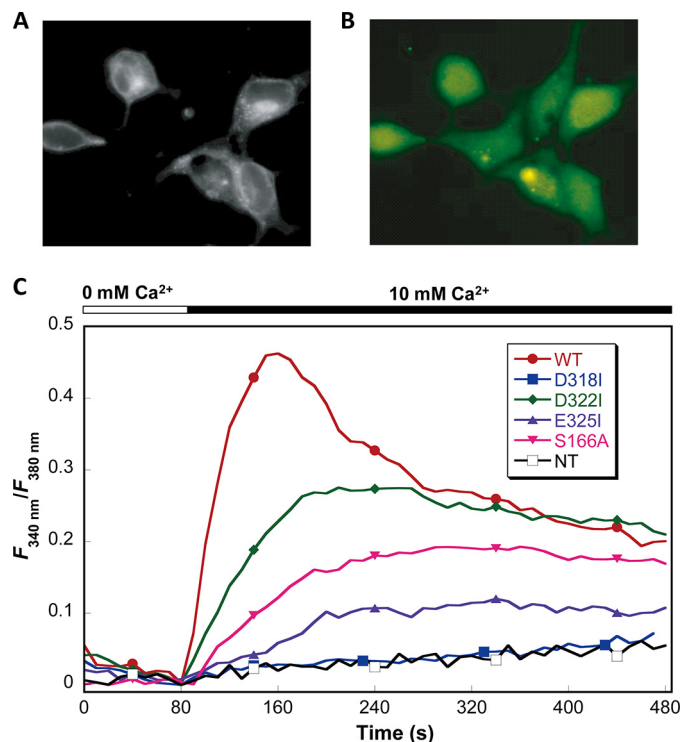 A
B
C
0 mM Ca²⁺
10 mM Ca²⁺
0.5
0.4
0.3
0.2
0.1
0
F340 nm/F380 nm
WT
D318I
D322I
E325I
S166A
NT
0 80 160 240 320 400 480
Time (s)